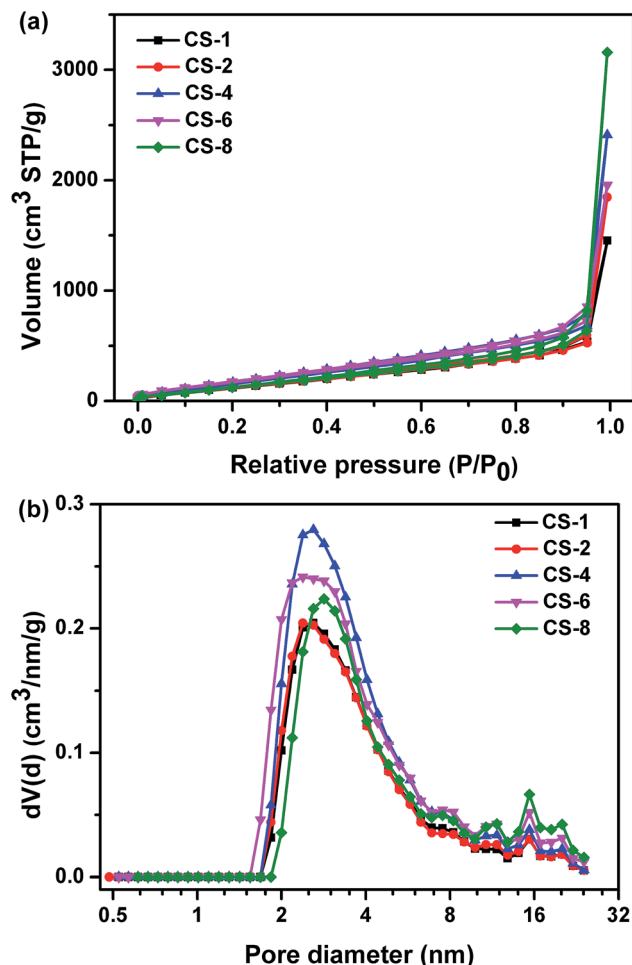 (a)
CS-1
CS-2
CS-4
CS-6
CS-8
Volume (cm³ STP/g)
3000
2000
1000
0
0.0 0.2 0.4 0.6 0.8 1.0
Relative pressure (P/P₀)
(b)
CS-1
CS-2
CS-4
CS-6
CS-8
dV(d) (cm³/nm/g)
0.3
0.2
0.1
0.0
0.5 1 2 4 8 16 32
Pore diameter (nm)